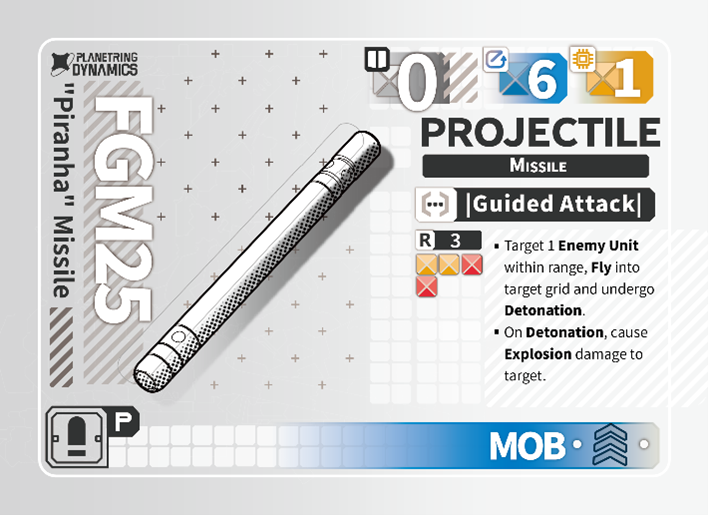 PLANETRING
DYNAMICS
"Piranha" Missile
FGM25
0
6
1
PROJECTILE
MISSILE
|Guided Attack|
R 3
▪ Target 1 Enemy Unit
within range, Fly into
target grid and undergo
Detonation.
▪ On Detonation, cause
Explosion damage to
target.
P
MOB